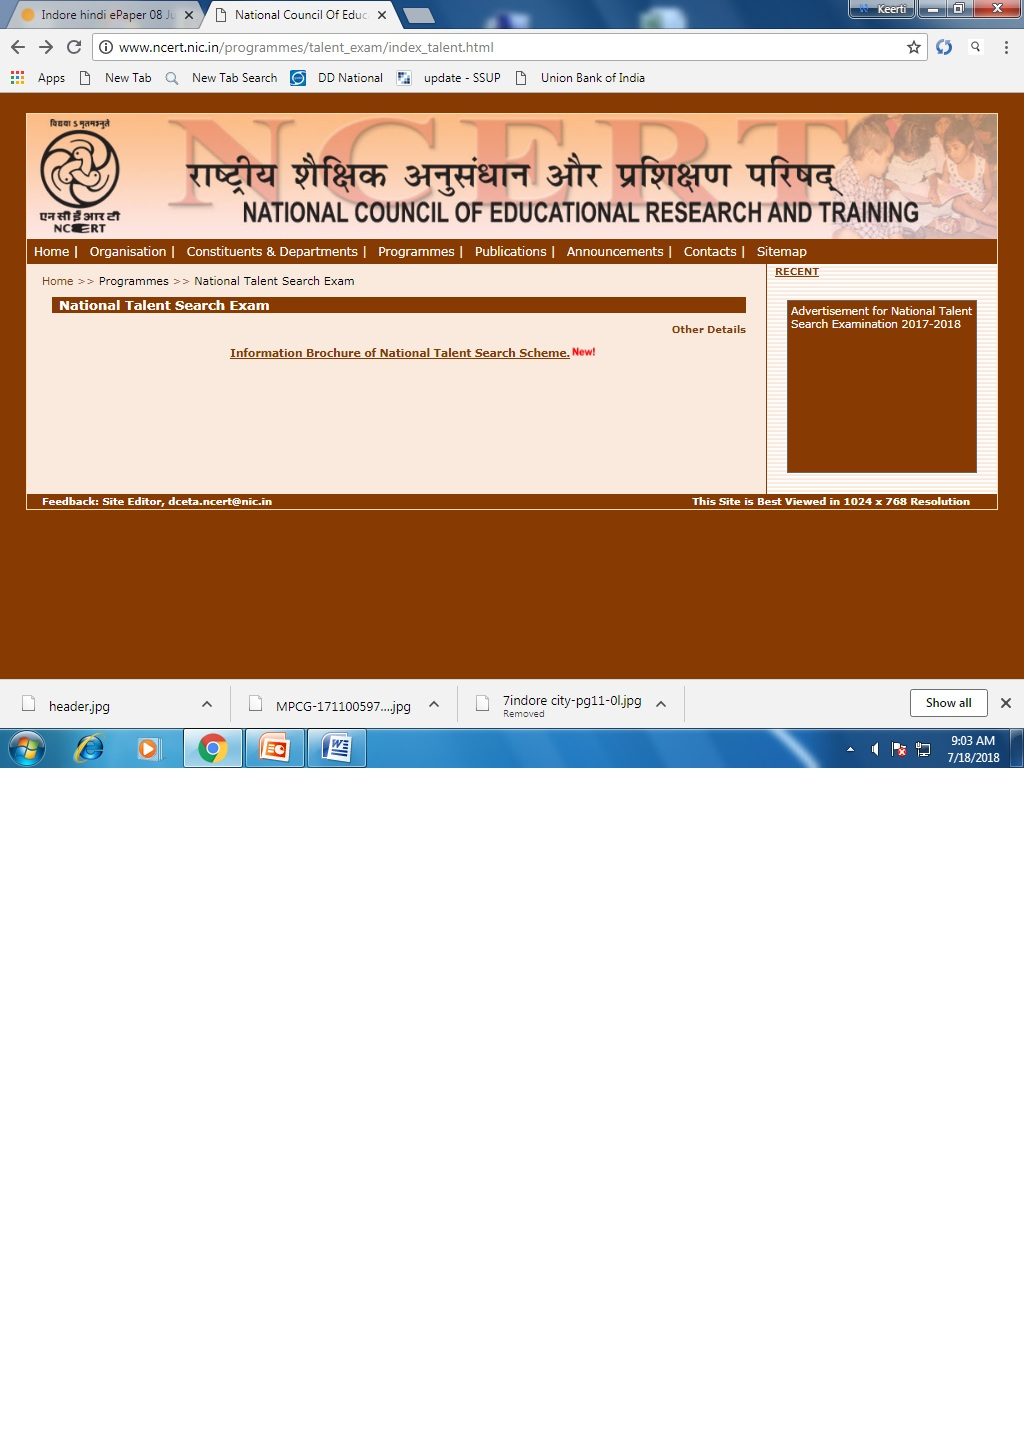 Indore hindi ePaper 08 Ju
National Council Of Educ
Keerti
www.ncert.nic.in/programmes/talent_exam/index_talent.html
Apps New Tab New Tab Search DD National update - SSUP Union Bank of India
विद्यया ऽ मृतमश्नुते
एन सी ई आर टी
NCERT
NCERT
राष्ट्रीय शैक्षिक अनुसंधान और प्रशिक्षण परिषद्
NATIONAL COUNCIL OF EDUCATIONAL RESEARCH AND TRAINING
Home | Organisation | Constituents & Departments | Programmes | Publications | Announcements | Contacts | Sitemap
Home >> Programmes >> National Talent Search Exam
National Talent Search Exam
Other Details
Information Brochure of National Talent Search Scheme. New!
RECENT
Advertisement for National Talent
Search Examination 2017-2018
Feedback: Site Editor, dceta.ncert@nic.in
This Site is Best Viewed in 1024 x 768 Resolution
header.jpg
MPCG-171100597....jpg
7indore city-pg11-0l.jpg
Removed
Show all
9:03 AM
7/18/2018